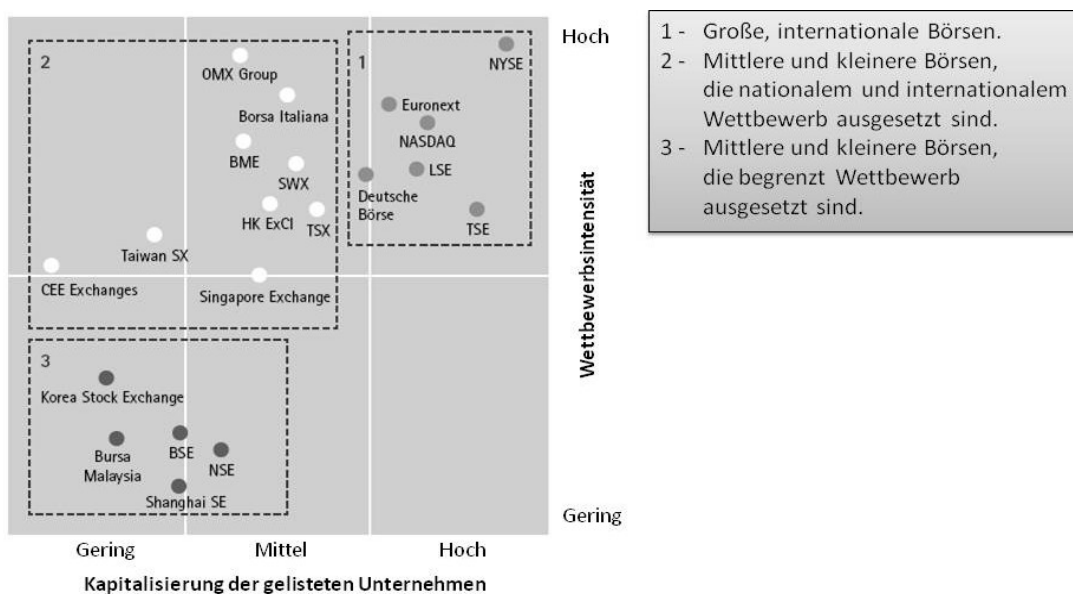 2
OMX Group
Borsa Italiana
BME
SWX
HK ExCl
TSX
Taiwan SX
CEE Exchanges
Singapore Exchange
1
NYSE
Euronext
NASDAQ
LSE
Deutsche
Börse
TSE
3
Korea Stock Exchange
Bursa
Malaysia
BSE
NSE
Shanghai SE
Hoch
Wettbewerbsintensität
Gering
Gering
Mittel
Hoch
Kapitalisierung der gelisteten Unternehmen
1 - Große, internationale Börsen.
2 - Mittlere und kleinere Börsen,
die nationalem und internationalem
Wettbewerb ausgesetzt sind.
3 - Mittlere und kleinere Börsen,
die begrenzt Wettbewerb
ausgesetzt sind.